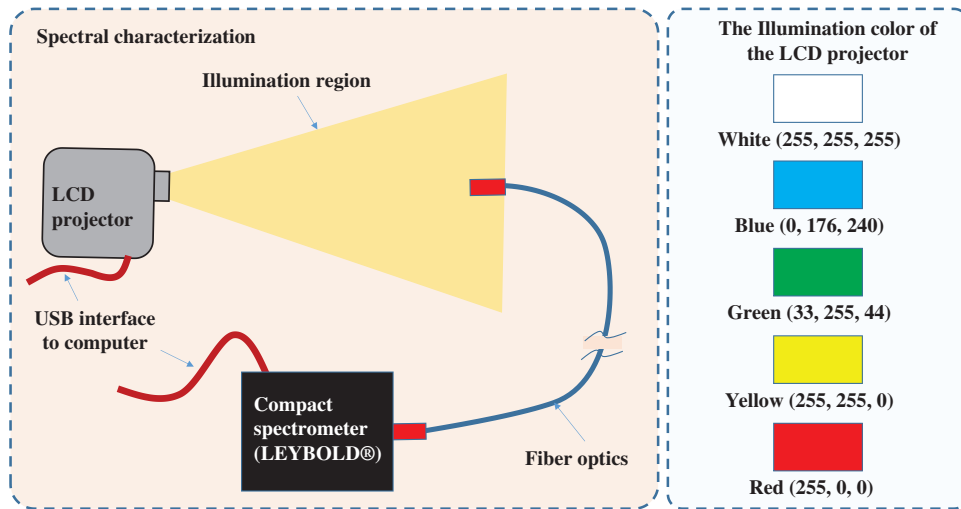 Spectral characterization
Illumination region
LCD
projector
USB interface
to computer
Compact
spectrometer
(LEYBOLD®)
Fiber optics
The Illumination color of
the LCD projector
White (255, 255, 255)
Blue (0, 176, 240)
Green (33, 255, 44)
Yellow (255, 255, 0)
Red (255, 0, 0)